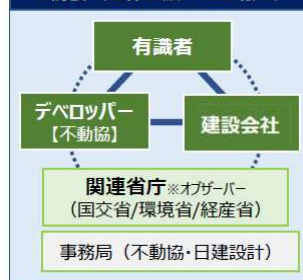 有識者
デベロッパー
【不動協】
建設会社
関連省庁※オブザーバー
（国交省/環境省/経産省）
事務局（不動協・日建設計）